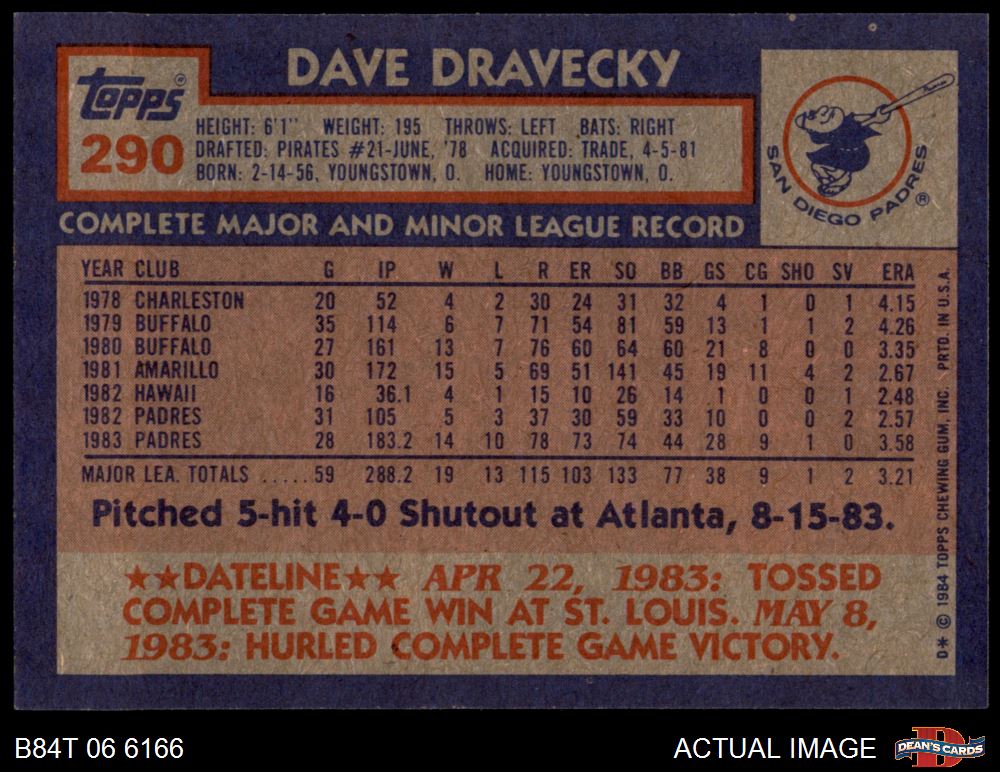 DAVE DRAVECKY
Topps®
290
HEIGHT: 6'1" WEIGHT: 195 THROWS: LEFT BATS: RIGHT
DRAFTED: PIRATES #21-JUNE, '78 ACQUIRED: TRADE, 4-5-81
BORN: 2-14-56, YOUNGSTOWN, O. HOME: YOUNGSTOWN, O.
SAN DIEGO PADRES®
COMPLETE MAJOR AND MINOR LEAGUE RECORD
YEAR CLUB G IP W L R ER SO BB GS CG SHO SV ERA
1978 CHARLESTON 20 52 4 2 30 24 31 32 4 1 0 1 4.15
1979 BUFFALO 35 114 6 7 71 54 81 59 13 1 1 2 4.26
1980 BUFFALO 27 161 13 7 76 60 64 60 21 8 0 0 3.35
1981 AMARILLO 30 172 15 5 69 51 141 45 19 11 4 2 2.67
1982 HAWAII 16 36.1 4 1 15 10 26 14 1 0 0 1 2.48
1982 PADRES 31 105 5 3 37 30 59 33 10 0 0 2 2.57
1983 PADRES 28 183.2 14 10 78 73 74 44 28 9 1 0 3.58
MAJOR LEA. TOTALS .....59 288.2 19 13 115 103 133 77 38 9 1 2 3.21
Pitched 5-hit 4-0 Shutout at Atlanta, 8-15-83.
★★DATELINE★★ APR 22, 1983: TOSSED
COMPLETE GAME WIN AT ST. LOUIS. MAY 8,
1983: HURLED COMPLETE GAME VICTORY.
D* © 1984 TOPPS CHEWING GUM, INC. PRTD. IN U.S.A.
B84T 06 6166
ACTUAL IMAGE
DEAN'S CARDS